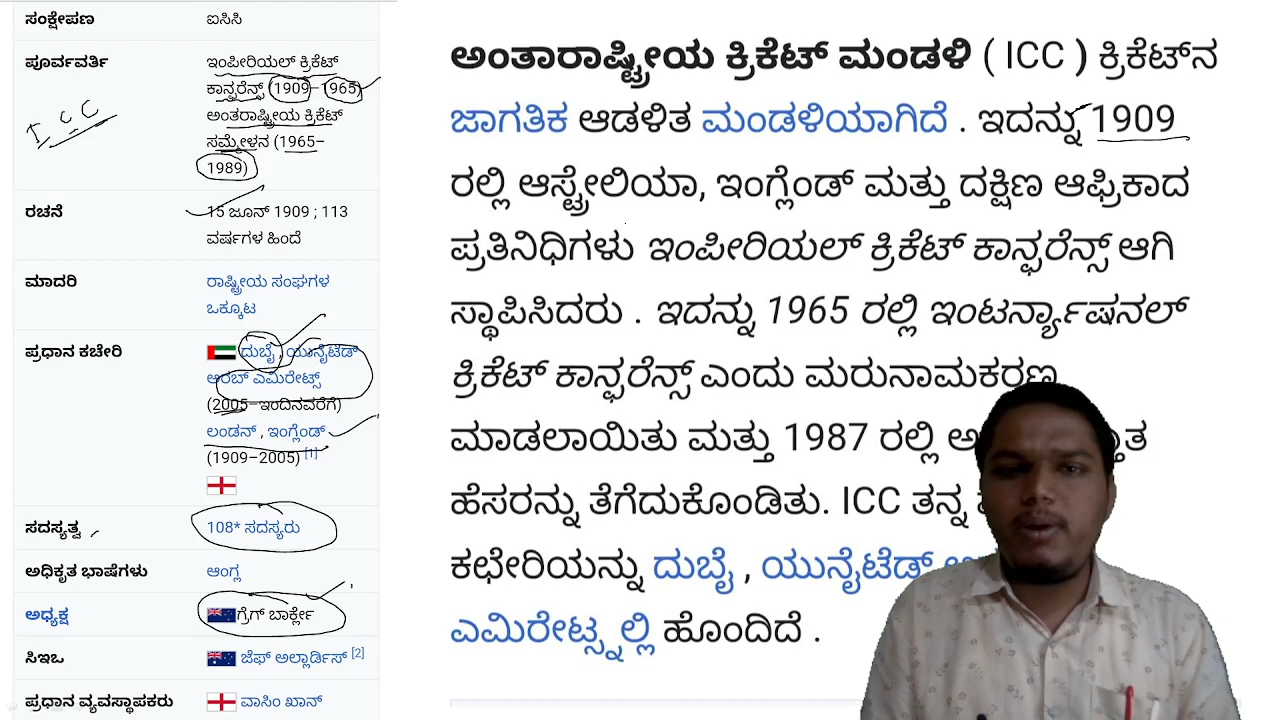 ಸಂಕ್ಷೇಪಣ ಐಸಿಸಿ
ಪೂರ್ವವರ್ತಿ ಇಂಪೀರಿಯಲ್ ಕ್ರಿಕೆಟ್
ಕಾನ್ಫರೆನ್ಸ್ (1909–1965)
ಅಂತರಾಷ್ಟ್ರೀಯ ಕ್ರಿಕೆಟ್
ಸಮ್ಮೇಳನ (1965–
1989)
I C C
ರಚನೆ 15 ಜೂನ್ 1909 ; 113
ವರ್ಷಗಳ ಹಿಂದೆ
ಮಾದರಿ ರಾಷ್ಟ್ರೀಯ ಸಂಘಗಳ
ಒಕ್ಕೂಟ
ಪ್ರಧಾನ ಕಚೇರಿ ದುಬೈ , ಯುನೈಟೆಡ್
ಅರಬ್ ಎಮಿರೇಟ್ಸ್
(2005–ಇಂದಿನವರೆಗೆ)
ಲಂಡನ್ , ಇಂಗ್ಲೆಂಡ್
(1909–2005) [1]
ಸದಸ್ಯತ್ವ 108* ಸದಸ್ಯರು
ಅಧಿಕೃತ ಭಾಷೆಗಳು ಆಂಗ್ಲ
ಅಧ್ಯಕ್ಷ ಗ್ರೆಗ್ ಬಾರ್ಕ್ಲೇ
ಸಿಇಒ ಜೆಫ್ ಅಲ್ಲಾರ್ಡಿಸ್ [2]
ಪ್ರಧಾನ ವ್ಯವಸ್ಥಾಪಕರು ವಾಸಿಂ ಖಾನ್
ಅಂತಾರಾಷ್ಟ್ರೀಯ ಕ್ರಿಕೆಟ್ ಮಂಡಳಿ ( ICC ) ಕ್ರಿಕೆಟ್‌ನ
ಜಾಗತಿಕ ಆಡಳಿತ ಮಂಡಳಿಯಾಗಿದೆ . ಇದನ್ನು 1909
ರಲ್ಲಿ ಆಸ್ಟ್ರೇಲಿಯಾ, ಇಂಗ್ಲೆಂಡ್ ಮತ್ತು ದಕ್ಷಿಣ ಆಫ್ರಿಕಾದ
ಪ್ರತಿನಿಧಿಗಳು ಇಂಪೀರಿಯಲ್ ಕ್ರಿಕೆಟ್ ಕಾನ್ಫರೆನ್ಸ್ ಆಗಿ
ಸ್ಥಾಪಿಸಿದರು . ಇದನ್ನು 1965 ರಲ್ಲಿ ಇಂಟರ್ನ್ಯಾಷನಲ್
ಕ್ರಿಕೆಟ್ ಕಾನ್ಫರೆನ್ಸ್ ಎಂದು ಮರುನಾಮಕರಣ
ಮಾಡಲಾಯಿತು ಮತ್ತು 1987 ರಲ್ಲಿ
ಹೆಸರನ್ನು ತೆಗೆದುಕೊಂಡಿತು. ICC ತನ್ನ
ಕಛೇರಿಯನ್ನು ದುಬೈ , ಯುನೈಟೆಡ್
ಎಮಿರೇಟ್ಸ್ನಲ್ಲಿ ಹೊಂದಿದೆ .